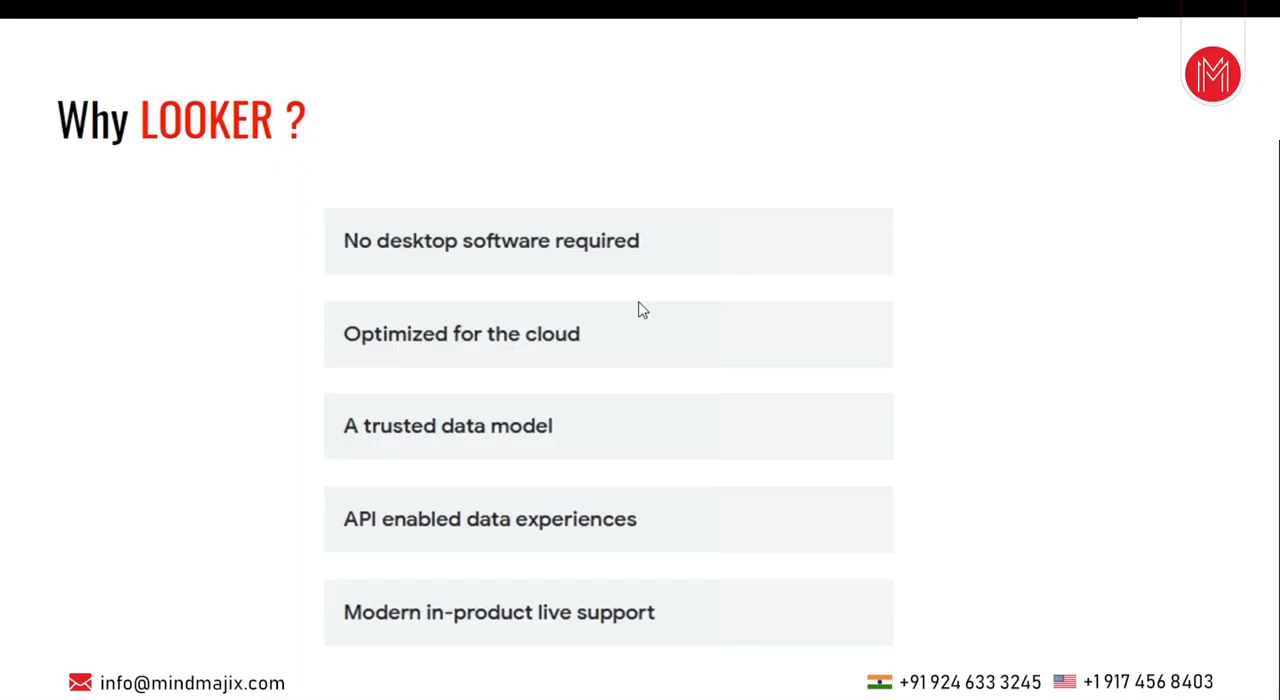 Why LOOKER ?
No desktop software required
Optimized for the cloud
A trusted data model
API enabled data experiences
Modern in-product live support
info@mindmajix.com
+91 924 633 3245
+1 917 456 8403